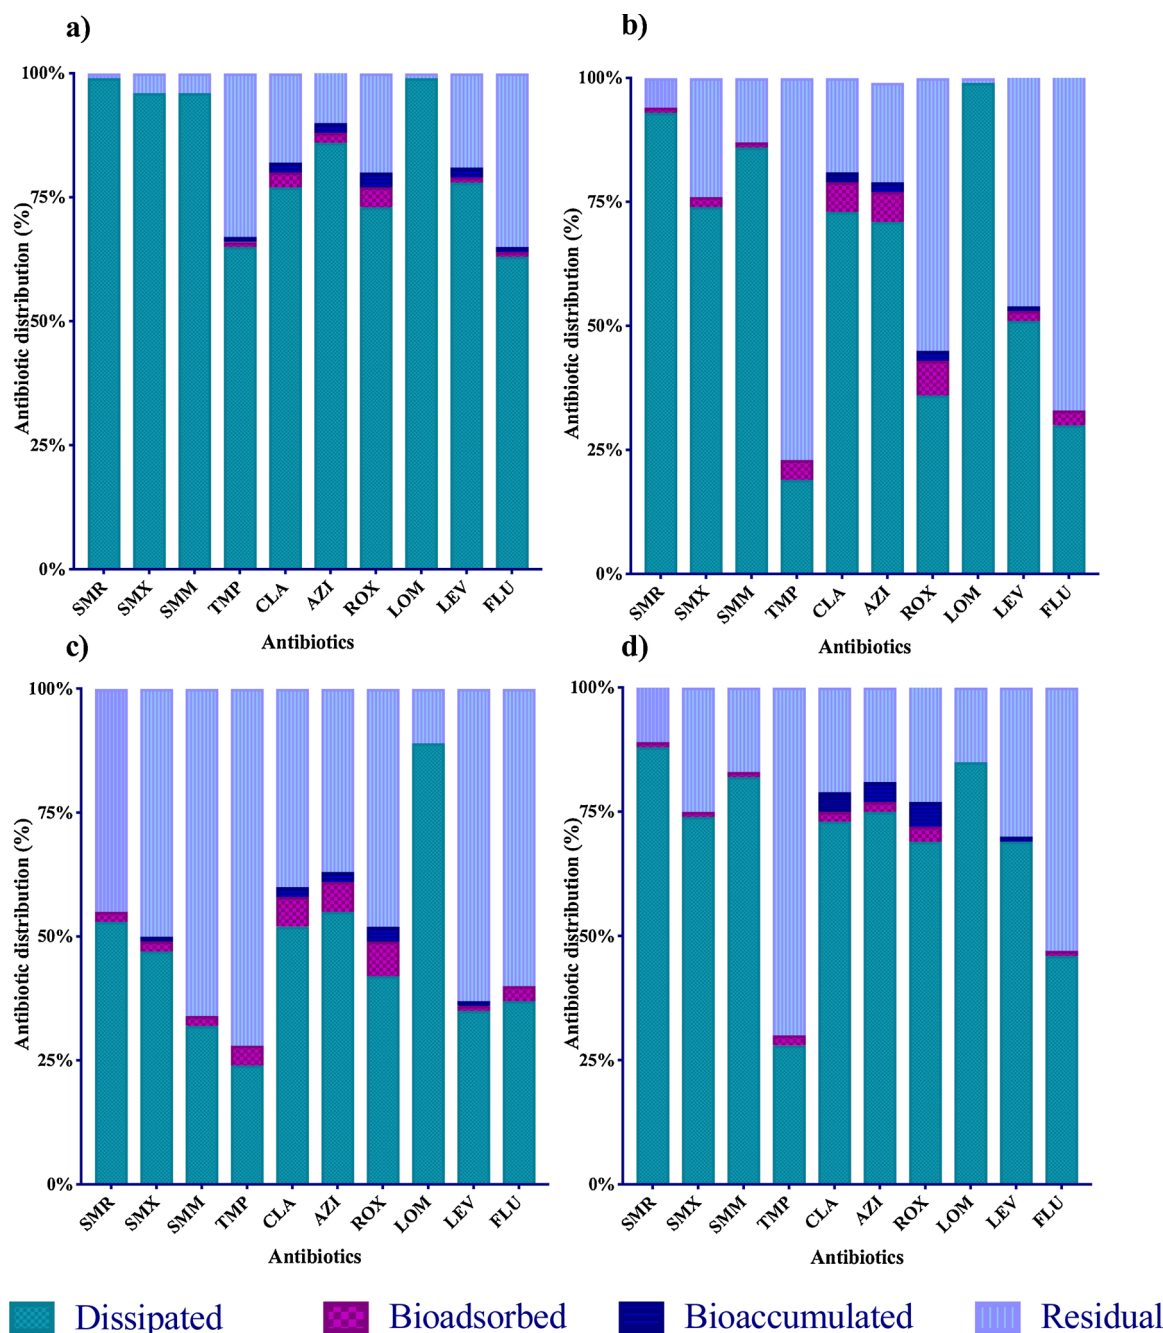 a)
Antibiotic distribution (%)
100%
75%
50%
25%
0%
SMR SMX SMM TMP CLA AZI ROX LOM LEV FLU
Antibiotics
b)
Antibiotic distribution (%)
100%
75%
50%
25%
0%
SMR SMX SMM TMP CLA AZI ROX LOM LEV FLU
Antibiotics
c)
Antibiotic distribution (%)
100%
75%
50%
25%
0%
SMR SMX SMM TMP CLA AZI ROX LOM LEV FLU
Antibiotics
d)
Antibiotic distribution (%)
100%
75%
50%
25%
0%
SMR SMX SMM TMP CLA AZI ROX LOM LEV FLU
Antibiotics
Dissipated Bioadsorbed Bioaccumulated Residual